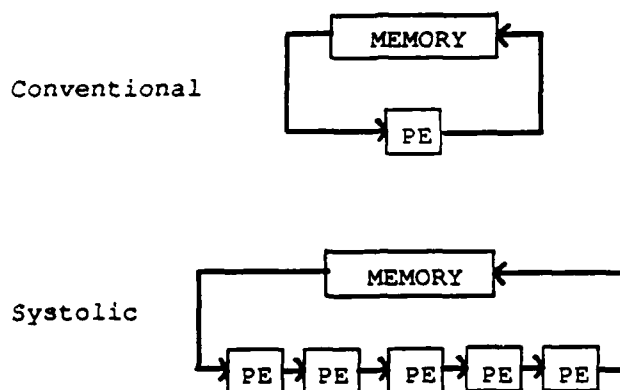 MEMORY
Conventional
PE
MEMORY
Systolic
PE PE PE PE PE